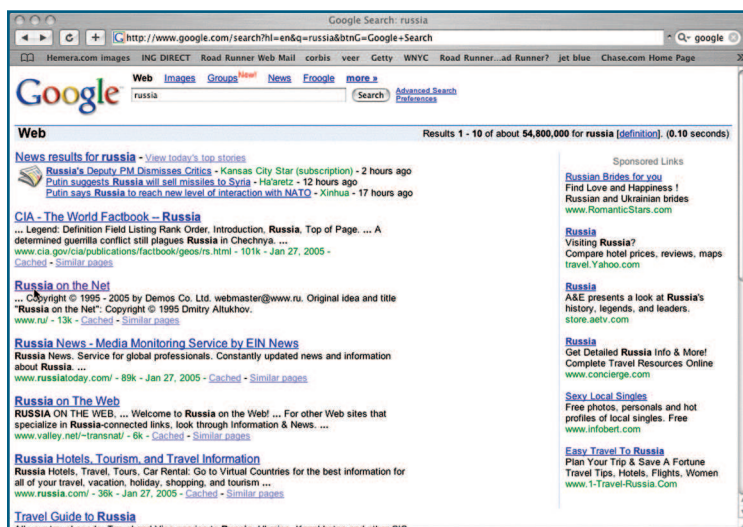 Google Search: russia
http://www.google.com/search?hl=en&q=russia&btnG=Google+Search
google
Hemera.com images ING DIRECT Road Runner Web Mail corbis veer Getty WNYC Road Runner...ad Runner? jet blue Chase.com Home Page
Google
Web Images Groups New! News Froogle more »
russia
Search
Advanced Search
Preferences
Web
Results 1 - 10 of about 54,800,000 for russia [definition]. (0.10 seconds)
News results for russia - View today's top stories
Russia's Deputy PM Dismisses Critics - Kansas City Star (subscription) - 2 hours ago
Putin suggests Russia will sell missiles to Syria - Ha'aretz - 12 hours ago
Putin says Russia to reach new level of interaction with NATO - Xinhua - 17 hours ago
CIA - The World Factbook -- Russia
... Legend: Definition Field Listing Rank Order, Introduction, Russia, Top of Page. ... A
determined guerrilla conflict still plagues Russia in Chechnya. ...
www.cia.gov/cia/publications/factbook/geos/rs.html - 101k - Jan 27, 2005 -
Cached - Similar pages
Russia on the Net
... Copyright © 1995 - 2005 by Demos Co. Ltd. webmaster@www.ru. Original idea and title
"Russia on the Net": Copyright © 1995 Dmitry Altukhov.
www.ru/ - 13k - Cached - Similar pages
Russia News - Media Monitoring Service by EIN News
Russia News. Service for global professionals. Constantly updated news and information
about Russia. ...
www.russiatoday.com/ - 89k - Jan 27, 2005 - Cached - Similar pages
Russia on The Web
RUSSIA ON THE WEB, ... Welcome to Russia on the Web! ... For other Web sites that
specialize in Russia-connected links, look through Information & News. ...
www.valley.net/~transnat/ - 6k - Cached - Similar pages
Russia Hotels, Tourism, and Travel Information
Russia Hotels, Travel, Tours, Car Rental: Go to Virtual Countries for the best information for
all of your travel, vacation, holiday, shopping, and tourism ...
www.russia.com/ - 36k - Jan 27, 2005 - Cached - Similar pages
Travel Guide to Russia
Sponsored Links
Russian Brides for you
Find Love and Happiness !
Russian and Ukrainian brides
www.RomanticStars.com
Russia
Visiting Russia?
Compare hotel prices, reviews, maps
travel.Yahoo.com
Russia
A&E presents a look at Russia's
history, legends, and leaders.
store.aetv.com
Russia
Get Detailed Russia Info & More!
Complete Travel Resources Online
www.concierge.com
Sexy Local Singles
Free photos, personals and hot
profiles of local singles. Free
www.infobert.com
Easy Travel To Russia
Plan Your Trip & Save A Fortune
Travel Tips, Hotels, Flights, Women
www.1-Travel-Russia.Com